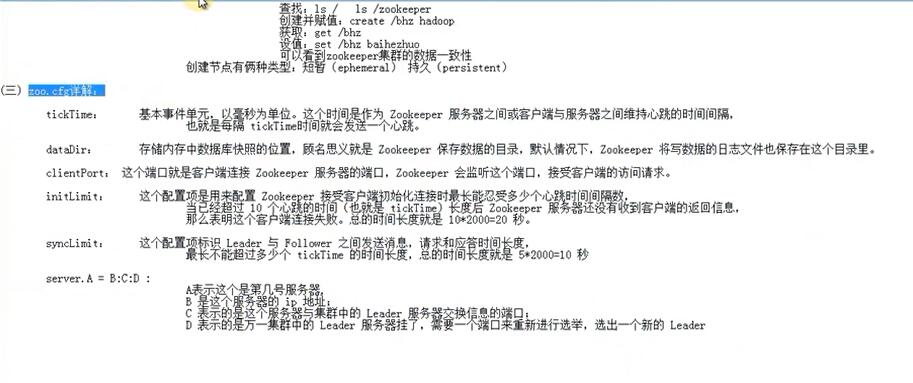 查找: ls /   ls /zookeeper
创建并赋值: create /bhz hadoop
获取: get /bhz
设值: set /bhz baihezhuo
可以看到zookeeper集群的数据一致性
创建节点有俩种类型: 短暂 (ephemeral) 持久 (persistent)
(三) zoo.cfg详解:
tickTime: 基本事件单元, 以毫秒为单位。这个时间是作为 Zookeeper 服务器之间或客户端与服务器之间维持心跳的时间间隔,
也就是每隔 tickTime时间就会发送一个心跳。
dataDir: 存储内存中数据库快照的位置, 顾名思义就是 Zookeeper 保存数据的目录, 默认情况下, Zookeeper 将写数据的日志文件也保存在这个目录里。
clientPort: 这个端口就是客户端连接 Zookeeper 服务器的端口, Zookeeper 会监听这个端口, 接受客户端的访问请求。
initLimit: 这个配置项是用来配置 Zookeeper 接受客户端初始化连接时最长能忍受多少个心跳时间间隔数,
当已经超过 10 个心跳的时间 (也就是 tickTime) 长度后 Zookeeper 服务器还没有收到客户端的返回信息,
那么表明这个客户端连接失败。总的时间长度就是 10*2000=20 秒。
syncLimit: 这个配置项标识 Leader 与 Follower 之间发送消息, 请求和应答时间长度,
最长不能超过多少个 tickTime 的时间长度, 总的时间长度就是 5*2000=10 秒
server.A = B:C:D :
A表示这个是第几号服务器,
B 是这个服务器的 ip 地址;
C 表示的是这个服务器与集群中的 Leader 服务器交换信息的端口;
D 表示的是万一集群中的 Leader 服务器挂了, 需要一个端口来重新进行选举, 选出一个新的 Leader